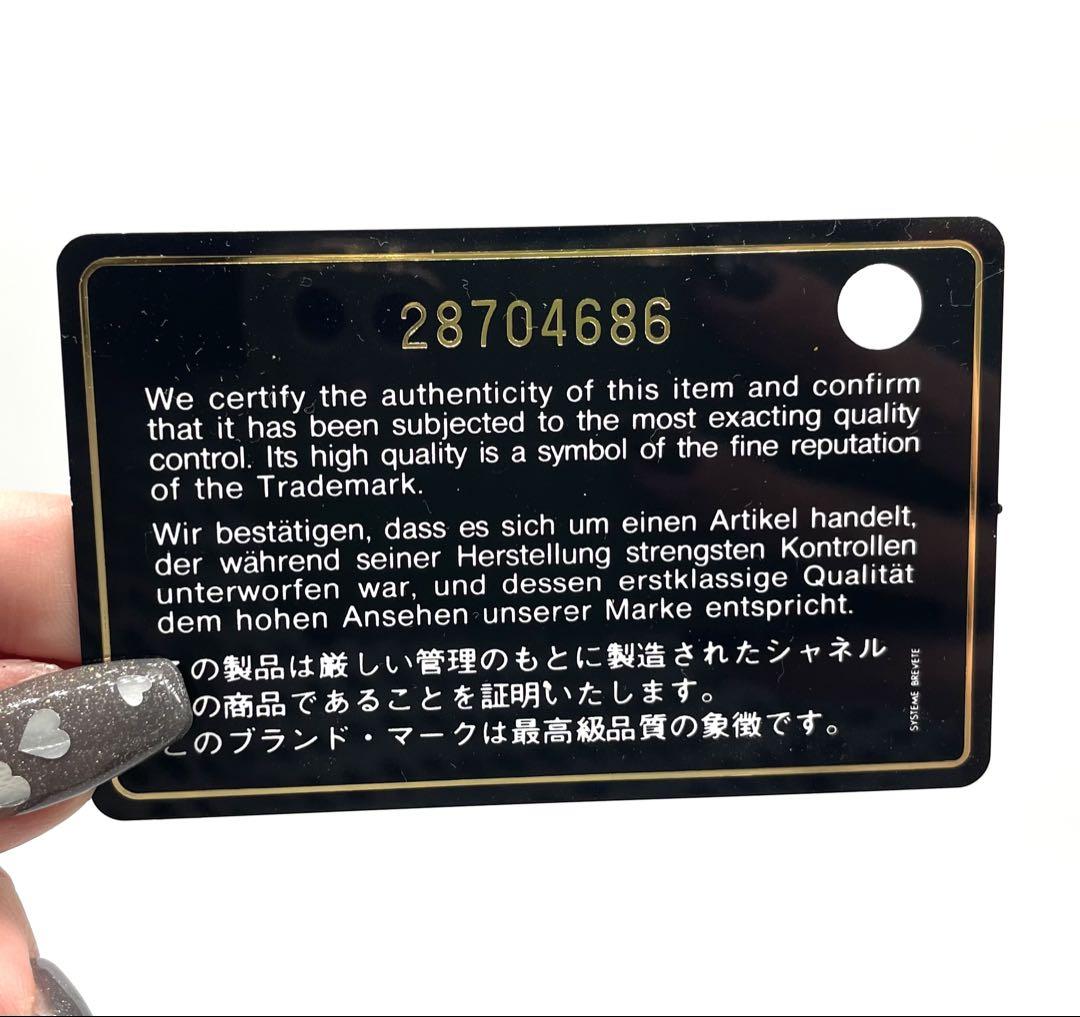 28704686
We certify the authenticity of this item and confirm
that it has been subjected to the most exacting quality
control. Its high quality is a symbol of the fine reputation
of the Trademark.
Wir bestätigen, dass es sich um einen Artikel handelt,
der während seiner Herstellung strengsten Kontrollen
unterworfen war, und dessen erstklassige Qualität
dem hohen Ansehen unserer Marke entspricht.
この製品は厳しい管理のもとに製造されたシャネル
の商品であることを証明いたします。
このブランド・マークは最高級品質の象徴です。
SYSTEME BREVETE